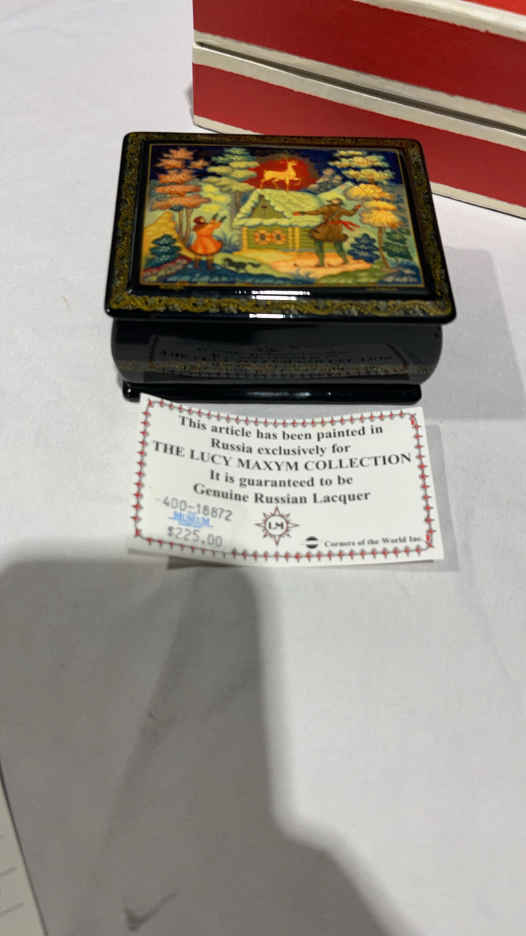 This article has been painted in
Russia exclusively for
THE LUCY MAXYM COLLECTION
It is guaranteed to be
Genuine Russian Lacquer
-400-18872
MUSEUM
$225.00
LM
Corners of the World Inc.